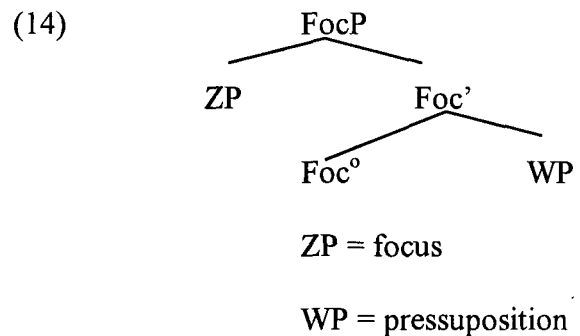 (14) FocP
ZP Foc’
Foc° WP
ZP = focus
WP = pressuposition